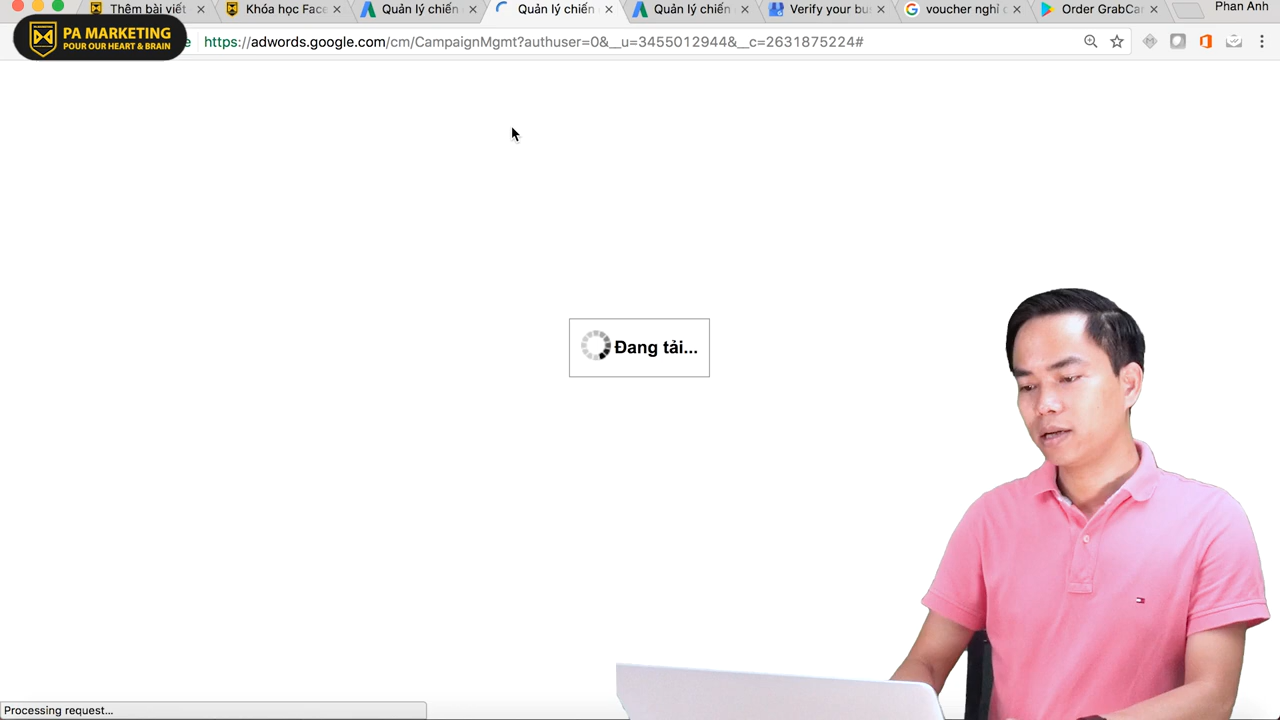 Thêm bài viết
Khóa học Face
Quản lý chiến
Quản lý chiến
Quản lý chiến
Verify your bu
voucher nghỉ
Order GrabCar
Phan Anh
PA MARKETING
POUR OUR HEART & BRAIN
https://adwords.google.com/cm/CampaignMgmt?authuser=0&__u=3455012944&__c=2631875224#
Đang tải...
Processing request...